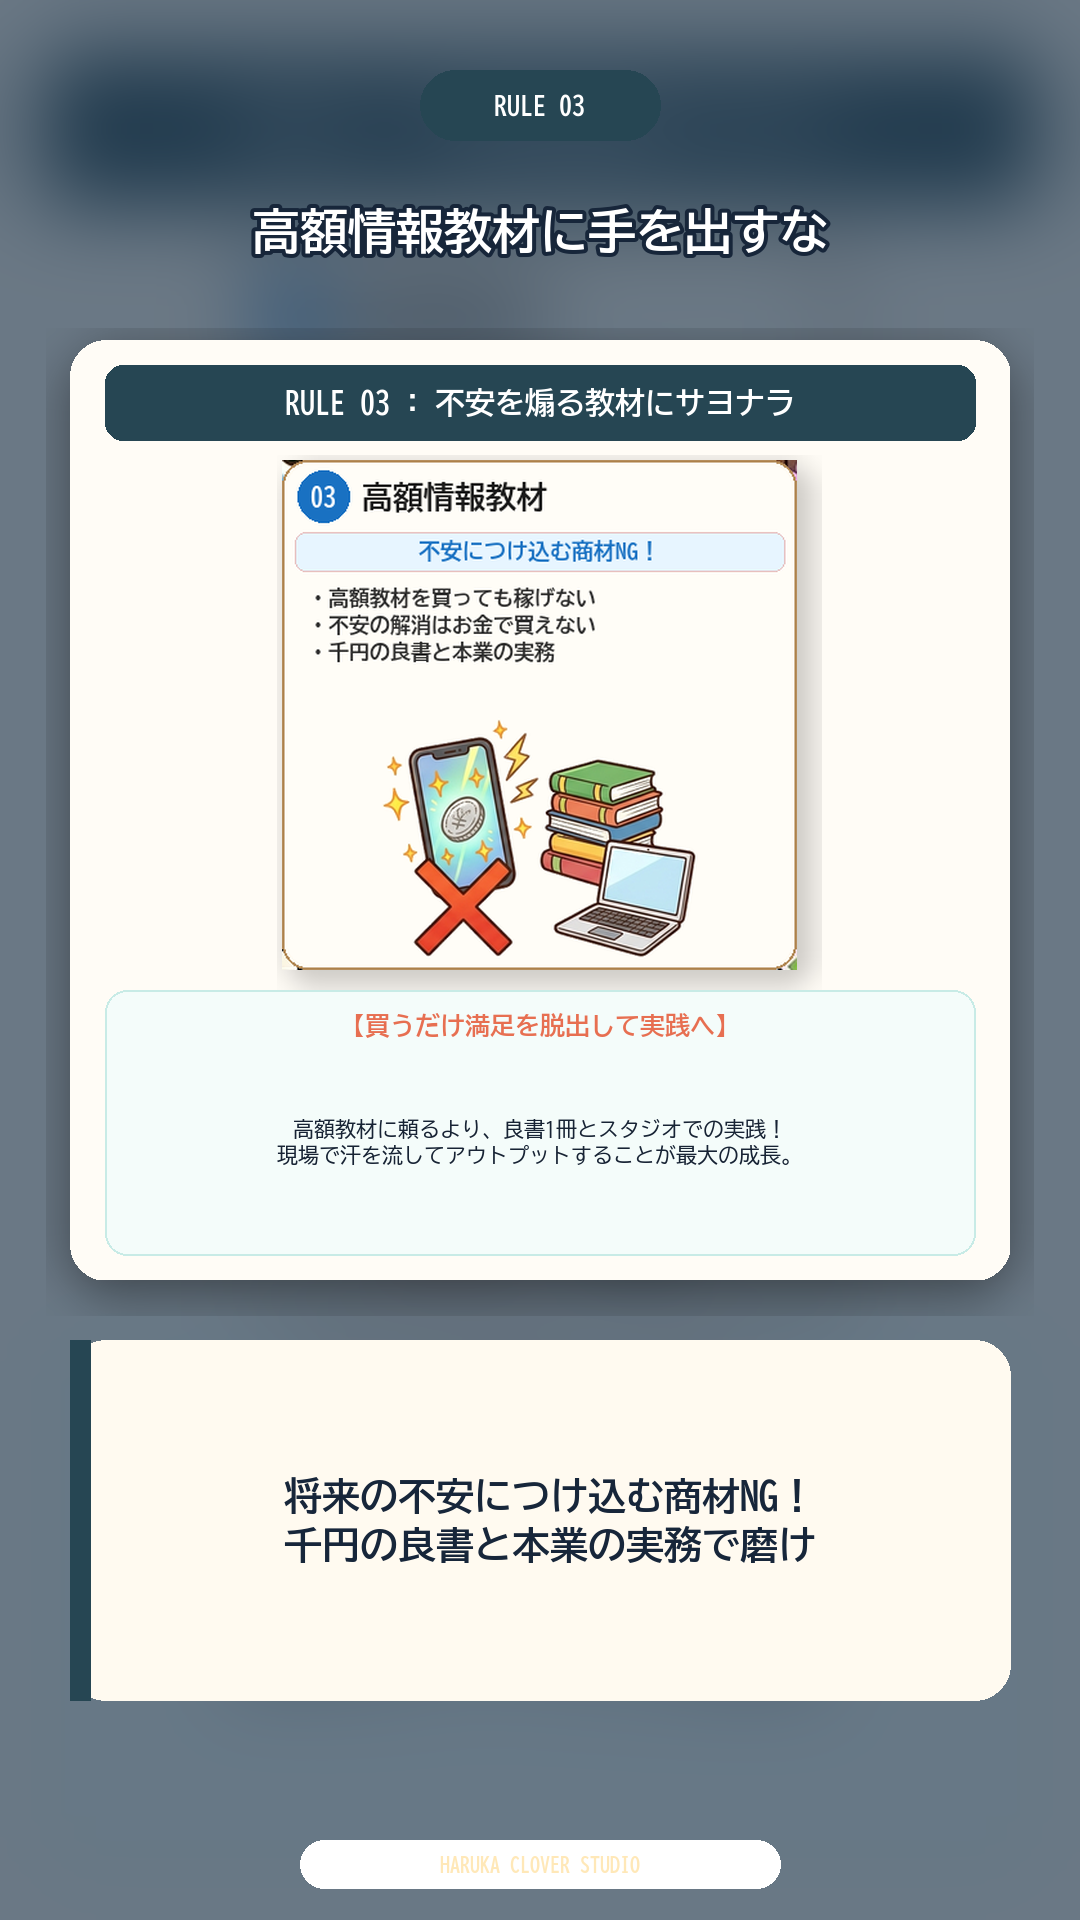 RULE 03
高額情報教材に手を出すな
RULE 03 : 不安を煽る教材にサヨナラ
03 高額情報教材
不安につけ込む商材NG！
・高額教材を買っても稼げない
・不安の解消はお金で買えない
・千円の良書と本業の実務
【買うだけ満足を脱出して実践へ】
高額教材に頼るより、良書1冊とスタジオでの実践！
現場で汗を流してアウトプットすることが最大の成長。
将来の不安につけ込む商材NG！
千円の良書と本業の実務で磨け
HARUKA CLOVER STUDIO